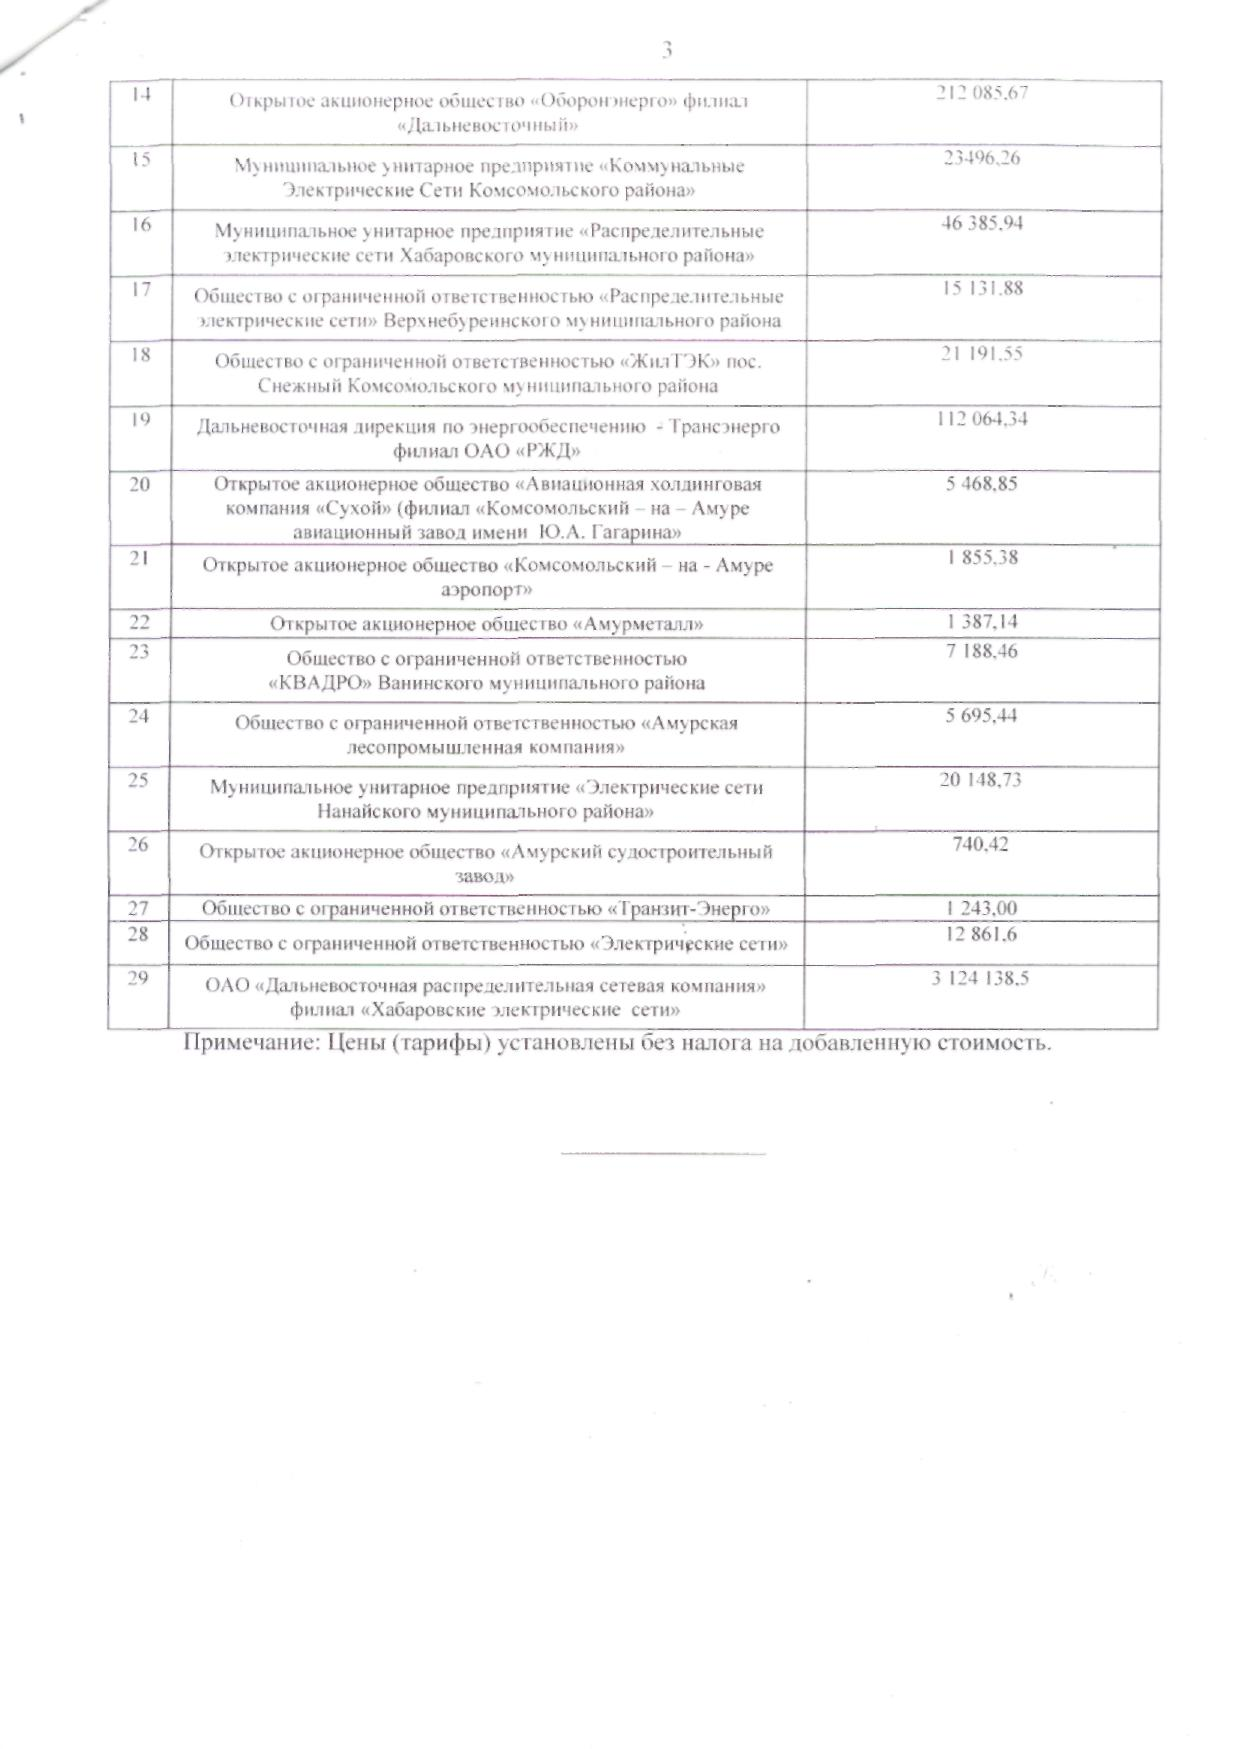 3
14
Открытое акционерное общество «Оборонэнерго» филиал
«Дальневосточный»
212 085,67
15
Муниципальное унитарное предприятие «Коммунальные
Электрические Сети Комсомольского района»
23496,26
16
Муниципальное унитарное предприятие «Распределительные
электрические сети Хабаровского муниципального района»
46 385,94
17
Общество с ограниченной ответственностью «Распределительные
электрические сети» Верхнебуреинского муниципального района
15 131,88
18
Общество с ограниченной ответственностью «ЖилТЭК» пос.
Снежный Комсомольского муниципального района
21 191,55
19
Дальневосточная дирекция по энергообеспечению - Трансэнерго
филиал ОАО «РЖД»
112 064,34
20
Открытое акционерное общество «Авиационная холдинговая
компания «Сухой» (филиал «Комсомольский – на – Амуре
авиационный завод имени Ю.А. Гагарина»
5 468,85
21
Открытое акционерное общество «Комсомольский – на - Амуре
аэропорт»
1 855,38
22
Открытое акционерное общество «Амурметалл»
1 387,14
23
Общество с ограниченной ответственностью
«КВАДРО» Ванинского муниципального района
7 188,46
24
Общество с ограниченной ответственностью «Амурская
лесопромышленная компания»
5 695,44
25
Муниципальное унитарное предприятие «Электрические сети
Нанайского муниципального района»
20 148,73
26
Открытое акционерное общество «Амурский судостроительный
завод»
740,42
27
Общество с ограниченной ответственностью «Транзит-Энерго»
1 243,00
28
Общество с ограниченной ответственностью «Электрические сети»
12 861,6
29
ОАО «Дальневосточная распределительная сетевая компания»
филиал «Хабаровские электрические сети»
3 124 138,5
Примечание: Цены (тарифы) установлены без налога на добавленную стоимость.